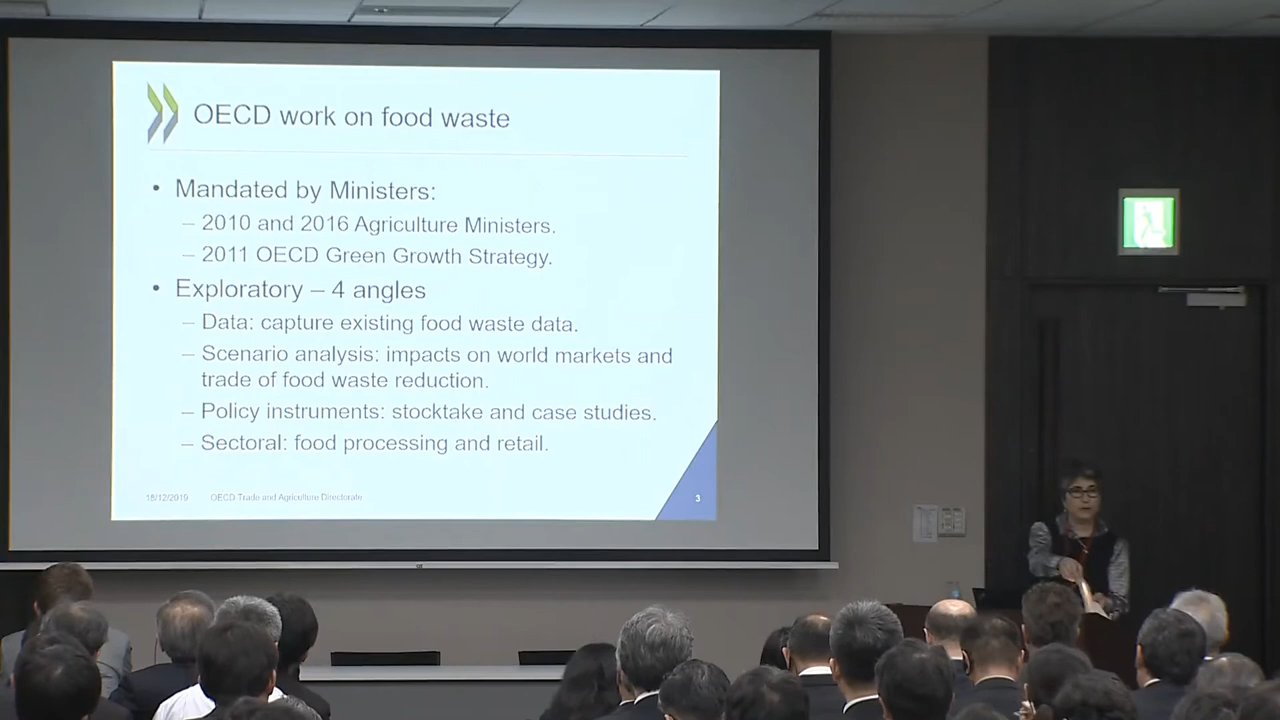 OECD work on food waste
• Mandated by Ministers:
– 2010 and 2016 Agriculture Ministers.
– 2011 OECD Green Growth Strategy.
• Exploratory – 4 angles
– Data: capture existing food waste data.
– Scenario analysis: impacts on world markets and
trade of food waste reduction.
– Policy instruments: stocktake and case studies.
– Sectoral: food processing and retail.
18/12/2019 OECD Trade and Agriculture Directorate 3